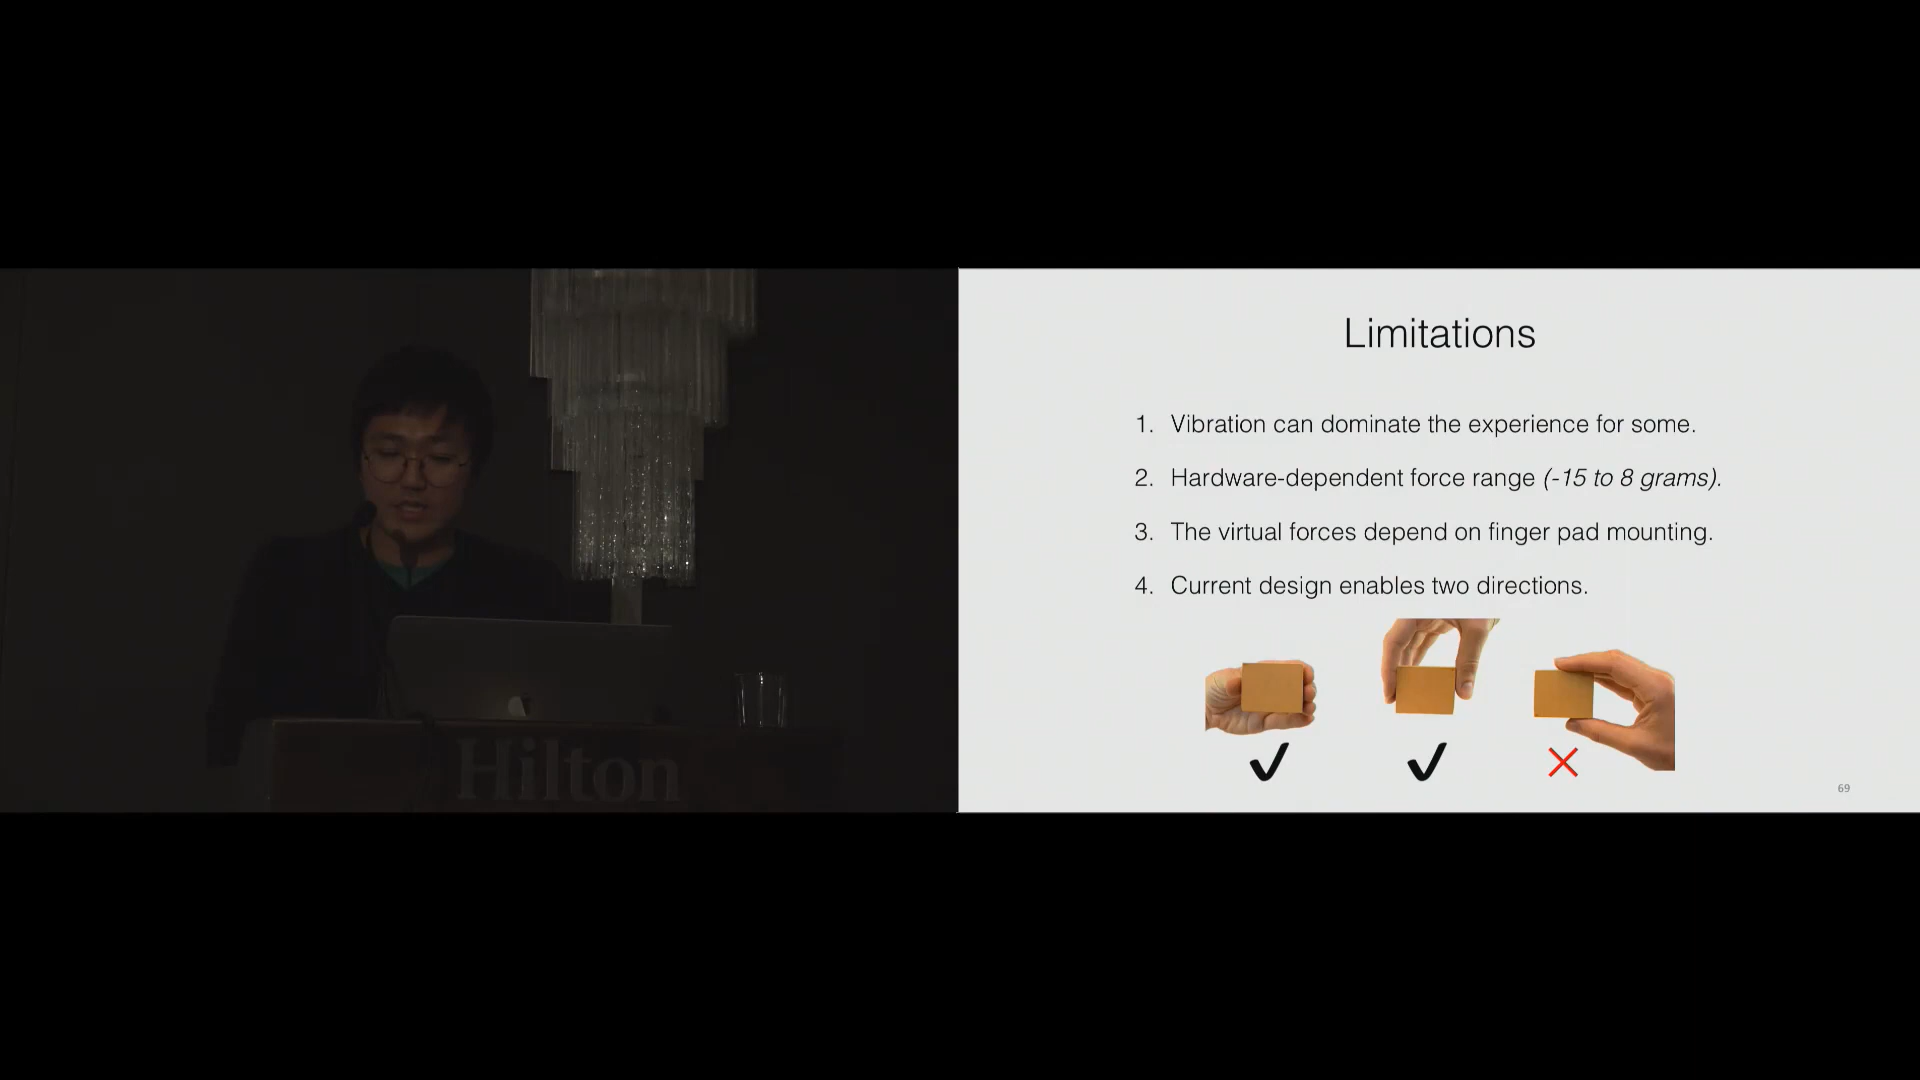 Limitations
1. Vibration can dominate the experience for some.
2. Hardware-dependent force range (-15 to 8 grams).
3. The virtual forces depend on finger pad mounting.
4. Current design enables two directions.
69
Hilton